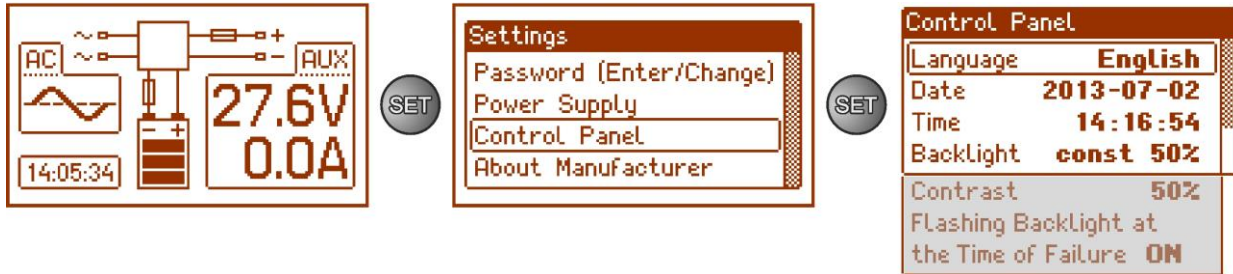 AC
AUX
27.6V
0.0A
14:05:34
SET
Settings
Password (Enter/Change)
Power Supply
Control Panel
About Manufacturer
SET
Control Panel
Language English
Date 2013-07-02
Time 14:16:54
Backlight const 50%
Contrast 50%
Flashing Backlight at
the Time of Failure ON